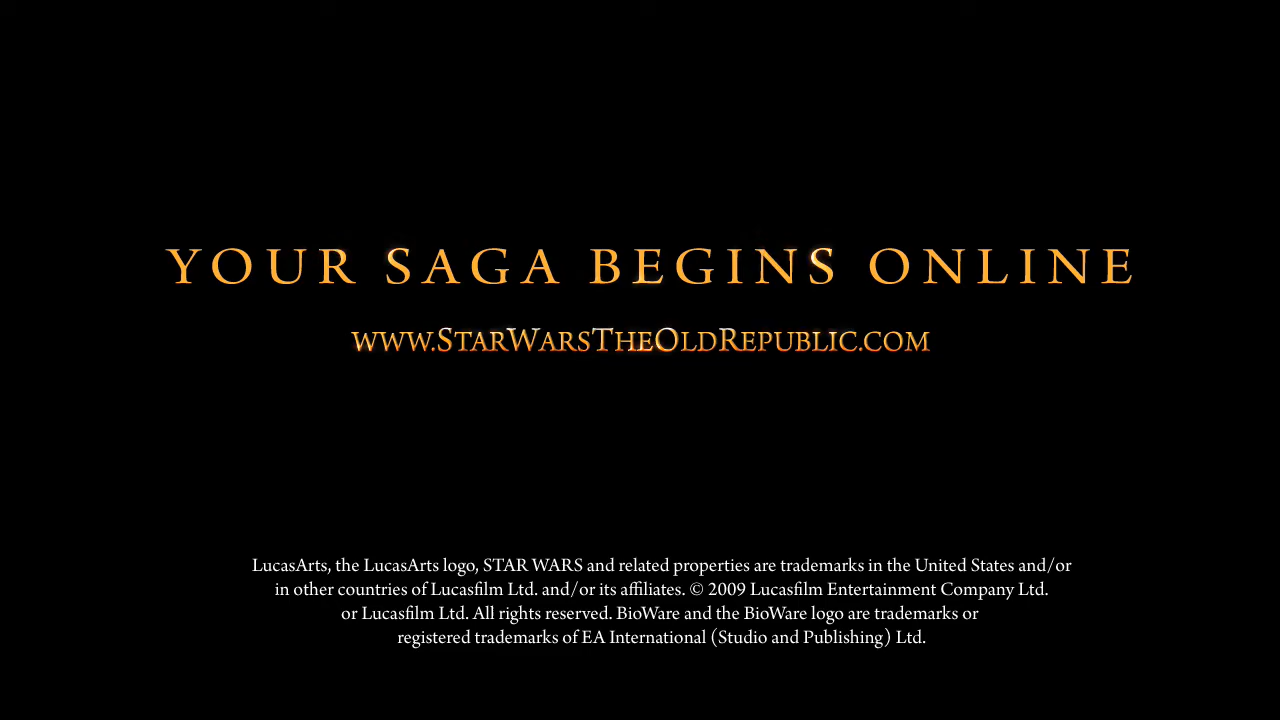 YOUR SAGA BEGINS ONLINE
WWW.STARWARSTHEOLDREPUBLIC.COM
LucasArts, the LucasArts logo, STAR WARS and related properties are trademarks in the United States and/or
in other countries of Lucasfilm Ltd. and/or its affiliates. © 2009 Lucasfilm Entertainment Company Ltd.
or Lucasfilm Ltd. All rights reserved. BioWare and the BioWare logo are trademarks or
registered trademarks of EA International (Studio and Publishing) Ltd.